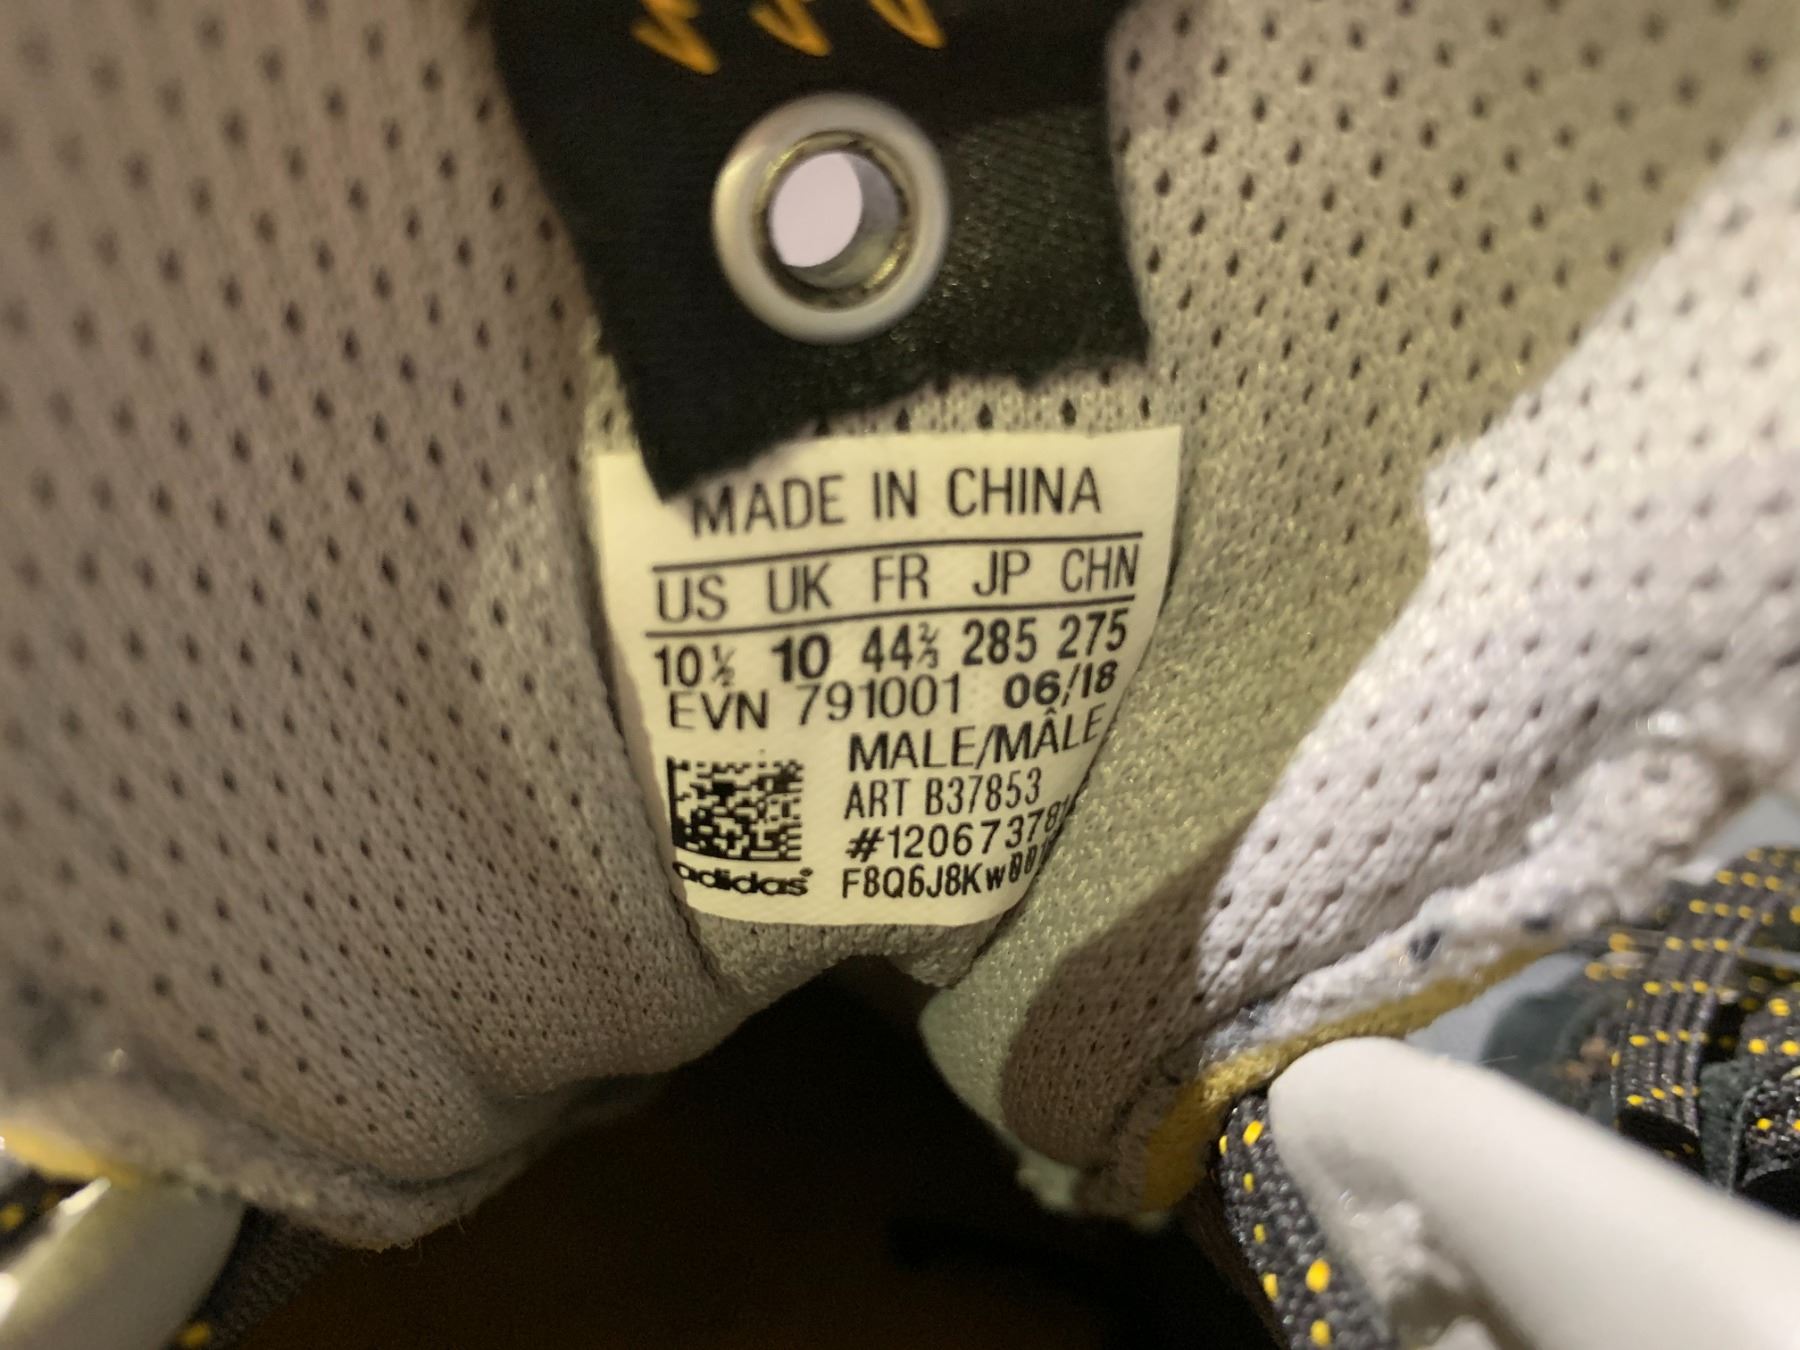 MADE IN CHINA
US UK FR JP CHN
10½ 10 44⅔ 285 275
EVN 791001 06/18
MALE/MÂLE
ART B37853
adidas®